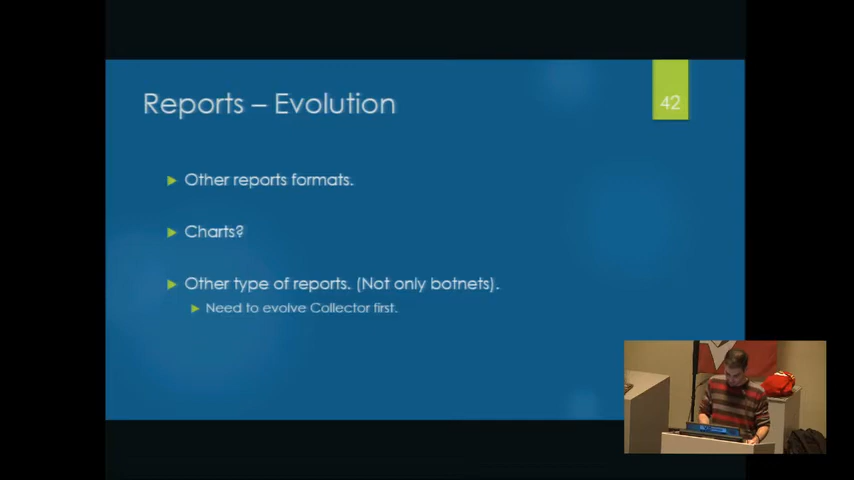 Reports – Evolution
42
Other reports formats.
Charts?
Other type of reports. (Not only botnets).
Need to evolve Collector first.